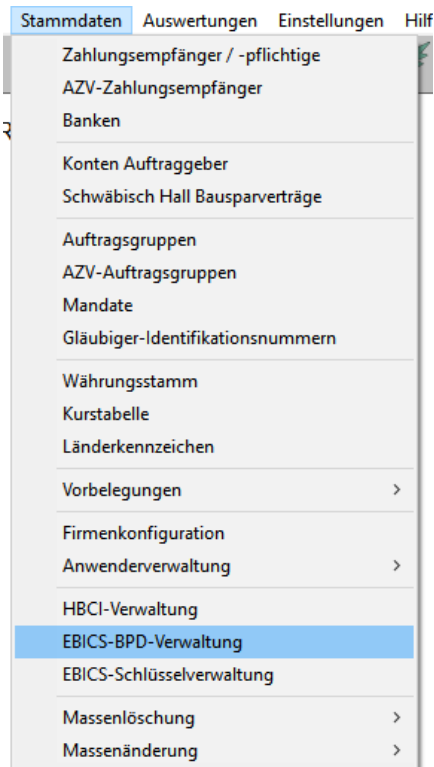 Stammdaten Auswertungen Einstellungen Hilf
Zahlungsempfänger / -pflichtige
AZV-Zahlungsempfänger
Banken
Konten Auftraggeber
Schwäbisch Hall Bausparverträge
Auftragsgruppen
AZV-Auftragsgruppen
Mandate
Gläubiger-Identifikationsnummern
Währungsstamm
Kurstabelle
Länderkennzeichen
Vorbelegungen
Firmenkonfiguration
Anwenderverwaltung
HBCI-Verwaltung
EBICS-BPD-Verwaltung
EBICS-Schlüsselverwaltung
Massenlöschung
Massenänderung